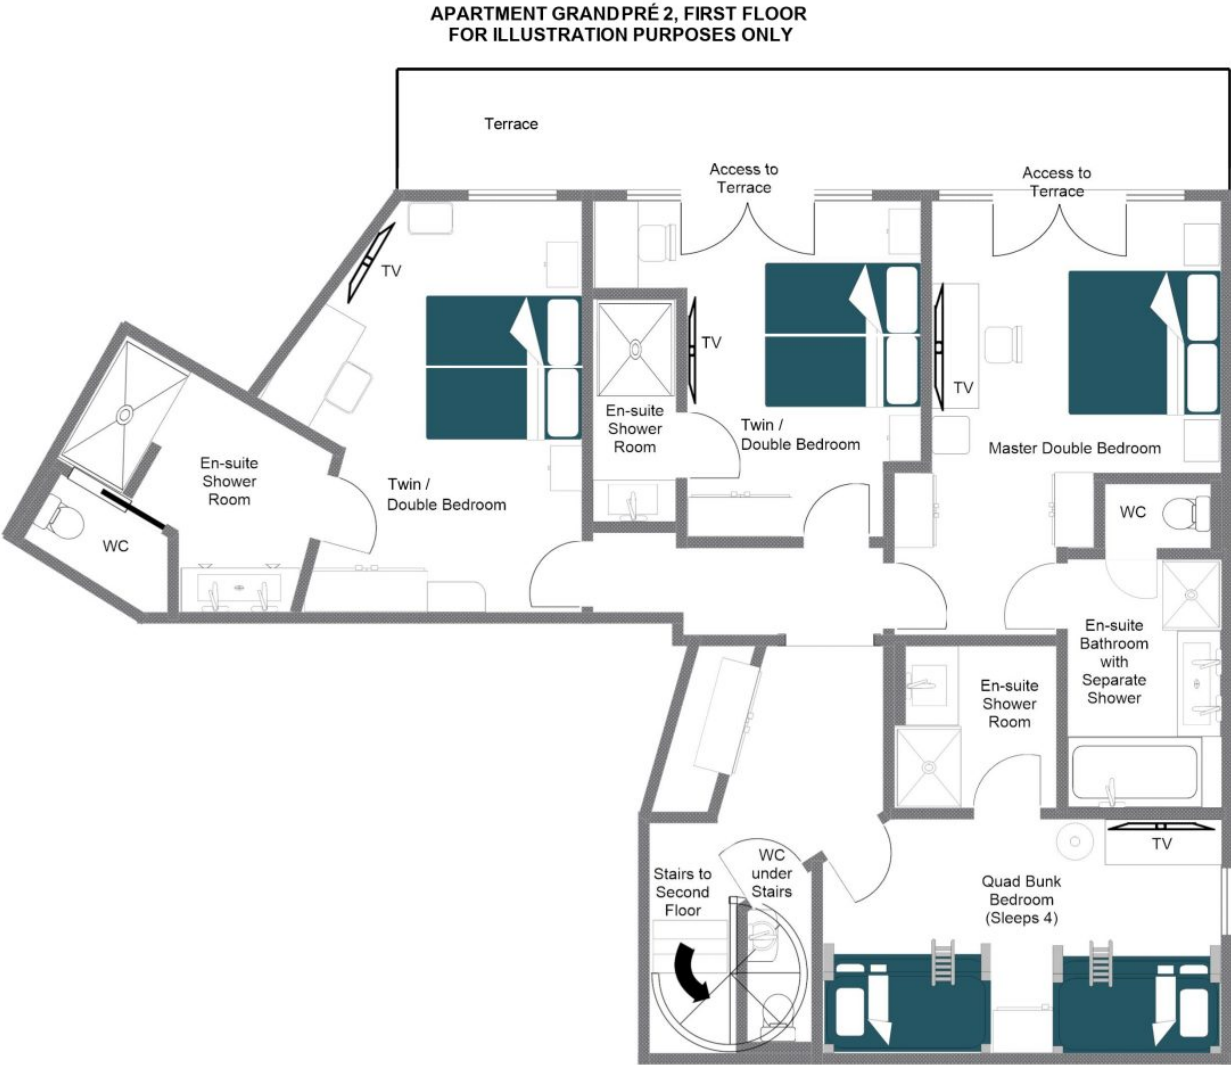 APARTMENT GRANDPRÉ 2, FIRST FLOOR
FOR ILLUSTRATION PURPOSES ONLY
Terrace
Access to
Terrace
Access to
Terrace
TV
TV
TV
En-suite
Shower
Room
Twin /
Double Bedroom
Master Double Bedroom
En-suite
Shower
Room
Twin /
Double Bedroom
WC
WC
En-suite
Bathroom
with
Separate
Shower
En-suite
Shower
Room
TV
Stairs to
Second
Floor
WC
under
Stairs
Quad Bunk
Bedroom
(Sleeps 4)